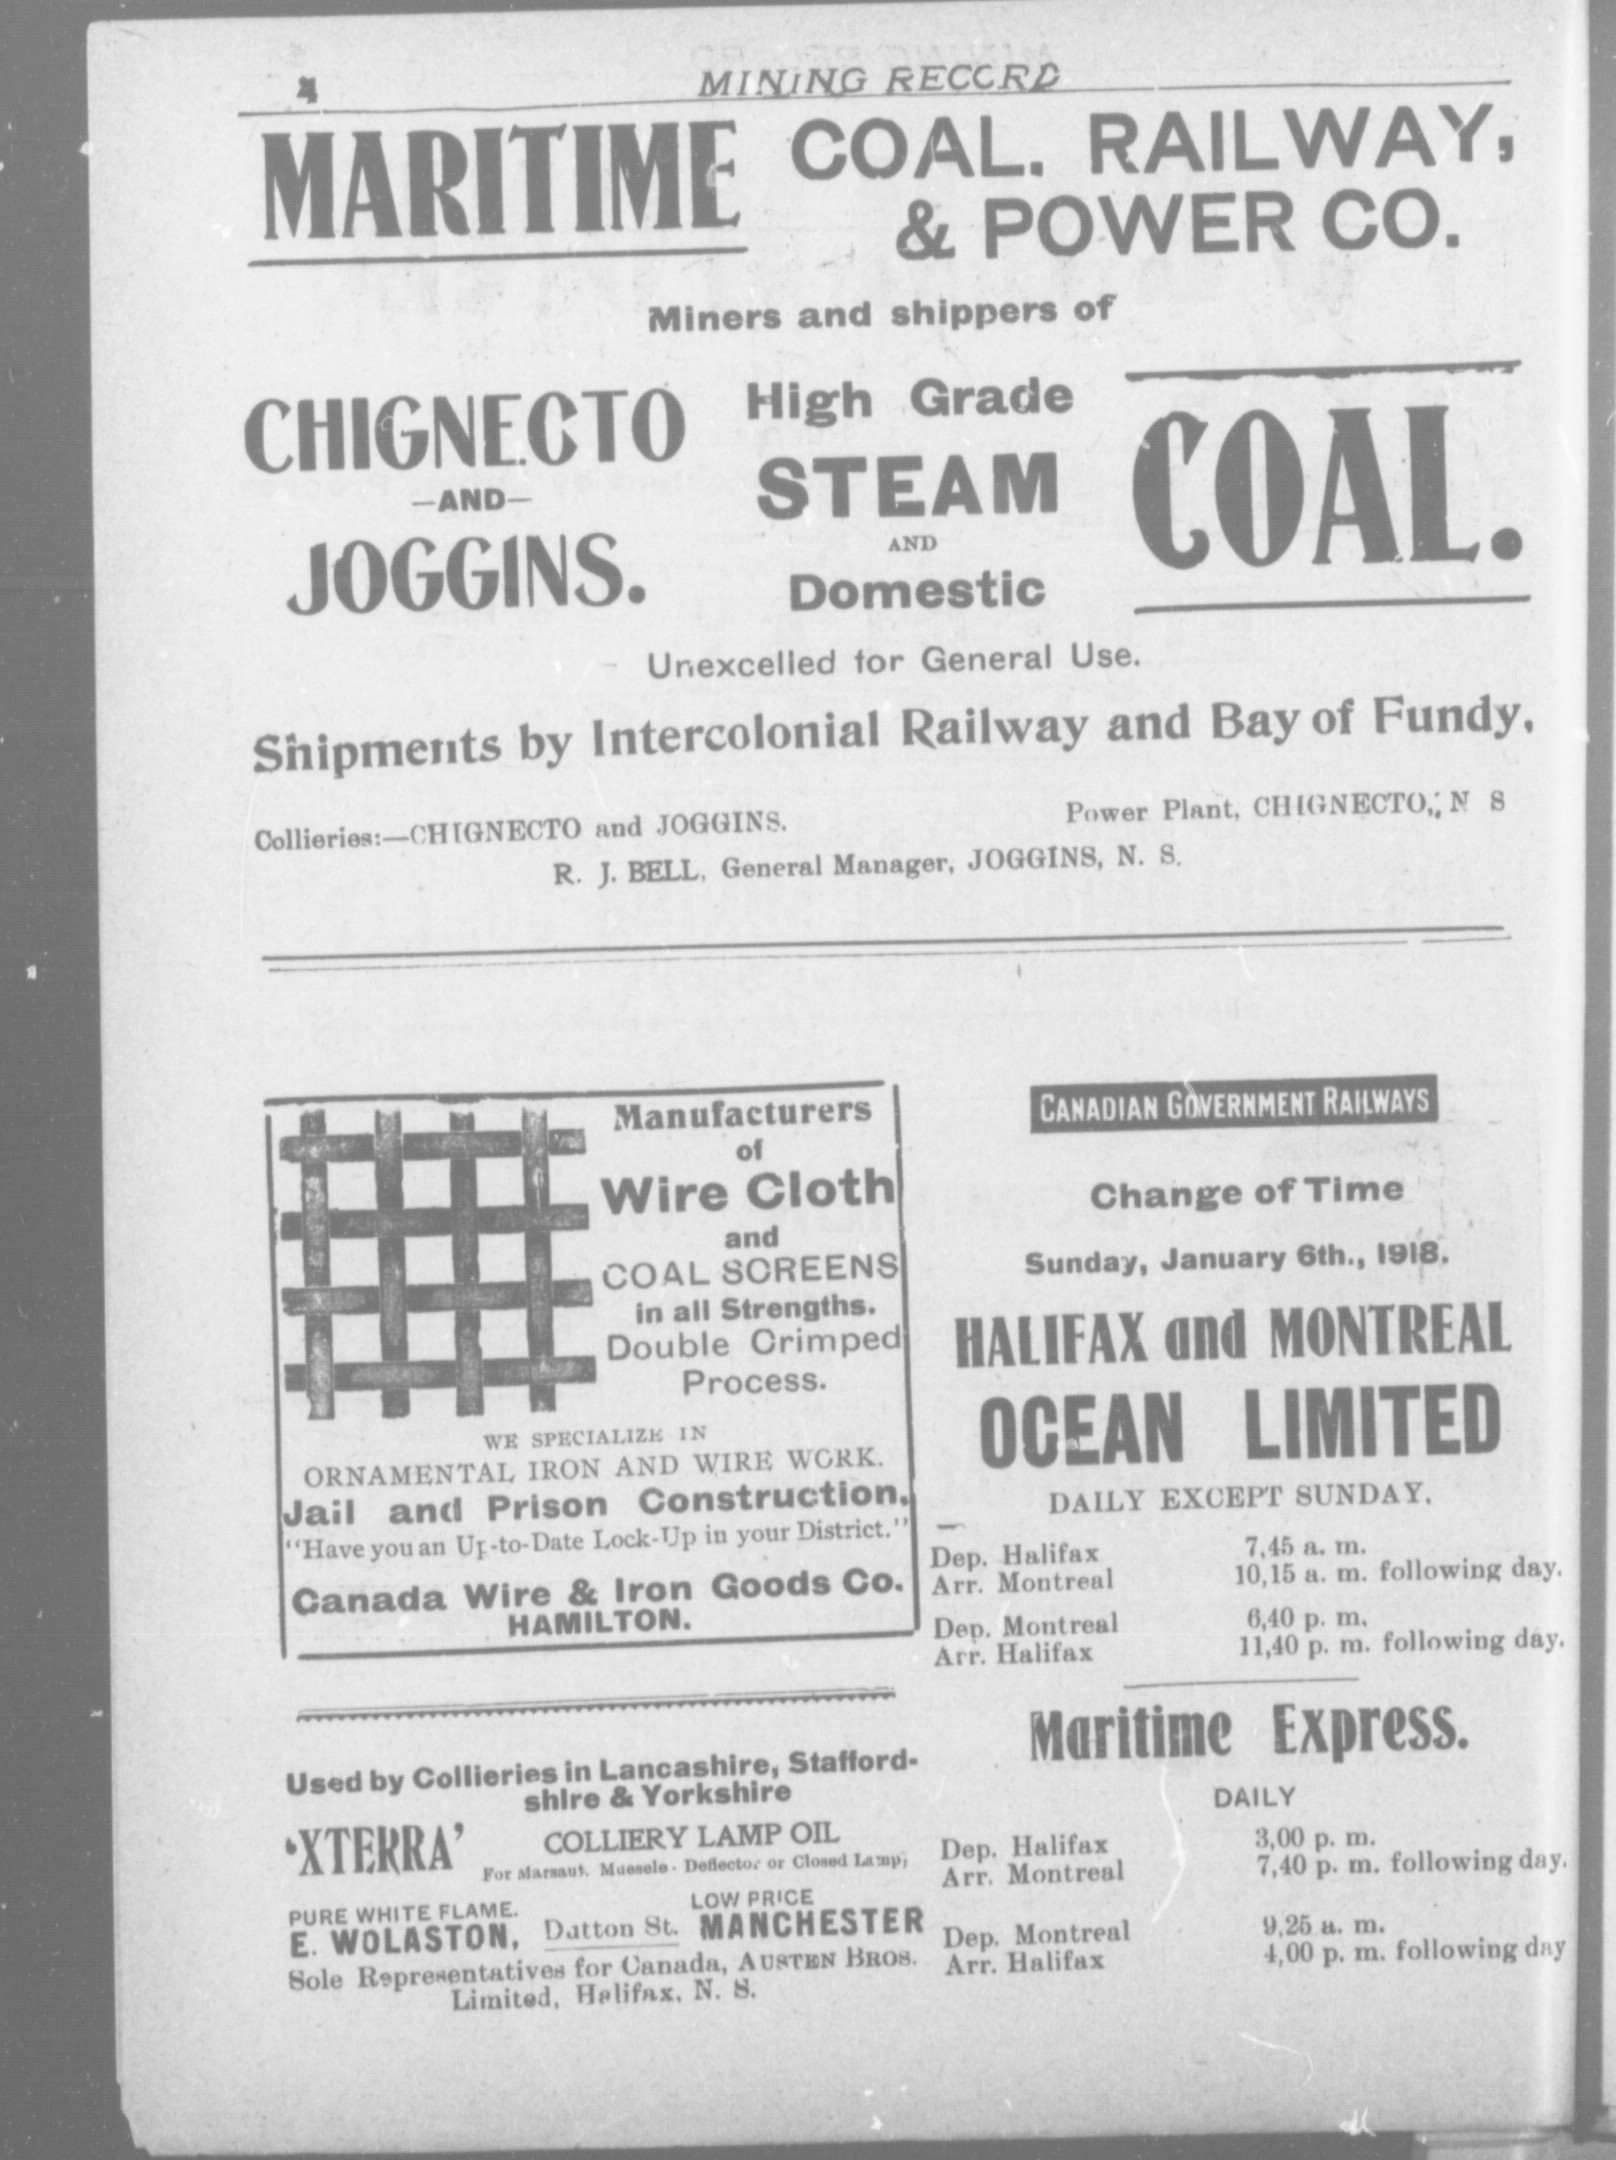 4
MINING RECORD
MARITIME COAL. RAILWAY,
& POWER CO.
Miners and shippers of
CHIGNECTO
—AND—
JOGGINS.
High Grade
STEAM
AND
Domestic
COAL.
Unexcelled for General Use.
Shipments by Intercolonial Railway and Bay of Fundy,
Collieries:—CHIGNECTO and JOGGINS. Power Plant, CHIGNECTO, N S
R. J. BELL, General Manager, JOGGINS, N. S.
Manufacturers
of
Wire Cloth
and
COAL SCREENS
in all Strengths.
Double Crimped
Process.
WE SPECIALIZE IN
ORNAMENTAL IRON AND WIRE WORK.
Jail and Prison Construction.
"Have you an Up-to-Date Lock-Up in your District."
Canada Wire & Iron Goods Co.
HAMILTON.
Used by Collieries in Lancashire, Stafford-
shire & Yorkshire
'XTERRA' COLLIERY LAMP OIL
For Marsaut, Muesele, Deflector or Closed Lamp;
PURE WHITE FLAME. LOW PRICE
E. WOLASTON, Dutton St. MANCHESTER
Sole Representatives for Canada, AUSTEN BROS.
Limited, Halifax, N. S.
CANADIAN GOVERNMENT RAILWAYS
Change of Time
Sunday, January 6th., 1918.
HALIFAX and MONTREAL
OCEAN LIMITED
DAILY EXCEPT SUNDAY.
Dep. Halifax 7,45 a. m.
Arr. Montreal 10,15 a. m. following day.
Dep. Montreal 6,40 p. m.
Arr. Halifax 11,40 p. m. following day.
Maritime Express.
DAILY
Dep. Halifax 3,00 p. m.
Arr. Montreal 7,40 p. m. following day.
Dep. Montreal 9,25 a. m.
Arr. Halifax 4,00 p. m. following day